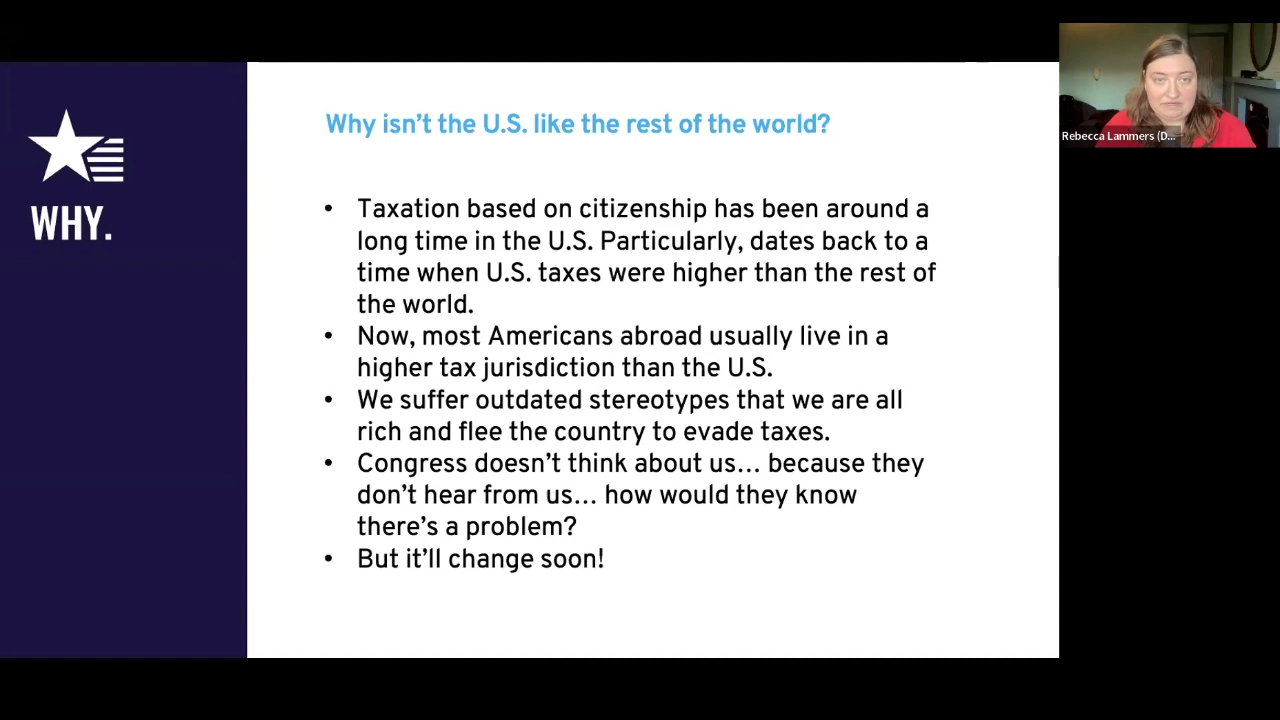 Why isn't the U.S. like the rest of the world?
WHY.
• Taxation based on citizenship has been around a
long time in the U.S. Particularly, dates back to a
time when U.S. taxes were higher than the rest of
the world.
• Now, most Americans abroad usually live in a
higher tax jurisdiction than the U.S.
• We suffer outdated stereotypes that we are all
rich and flee the country to evade taxes.
• Congress doesn't think about us... because they
don't hear from us... how would they know
there's a problem?
• But it'll change soon!
Rebecca Lammers (D...